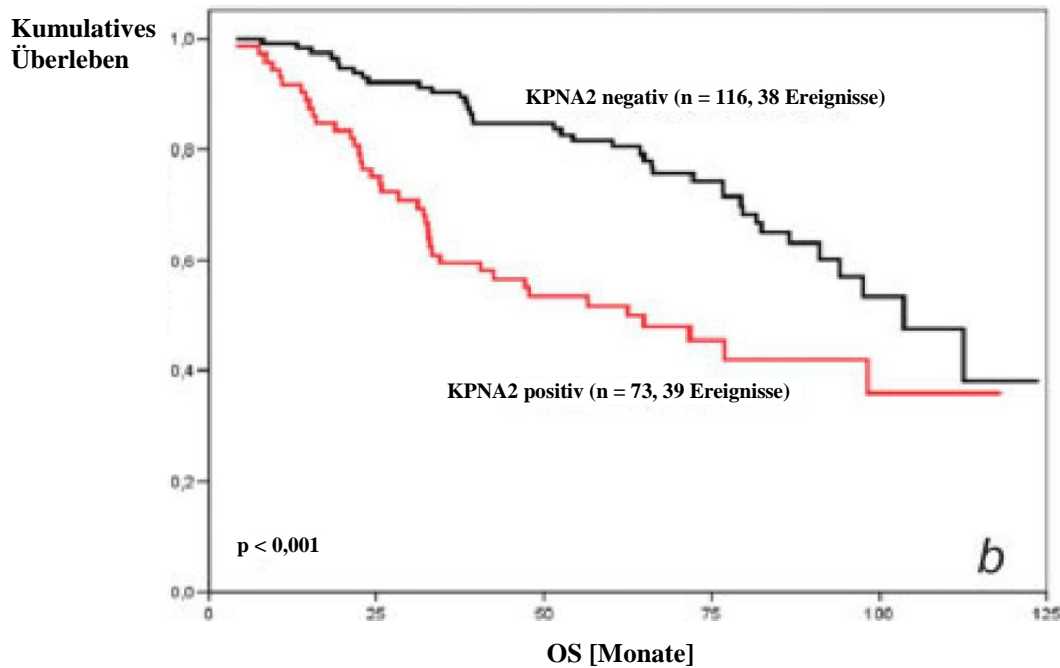 Kumulatives
Überleben
1,0
KPNA2 negativ (n = 116, 38 Ereignisse)
0,8
0,6
0,4
KPNA2 positiv (n = 73, 39 Ereignisse)
0,2
p < 0,001
b
0,0
0 25 50 75 100 125
OS [Monate]